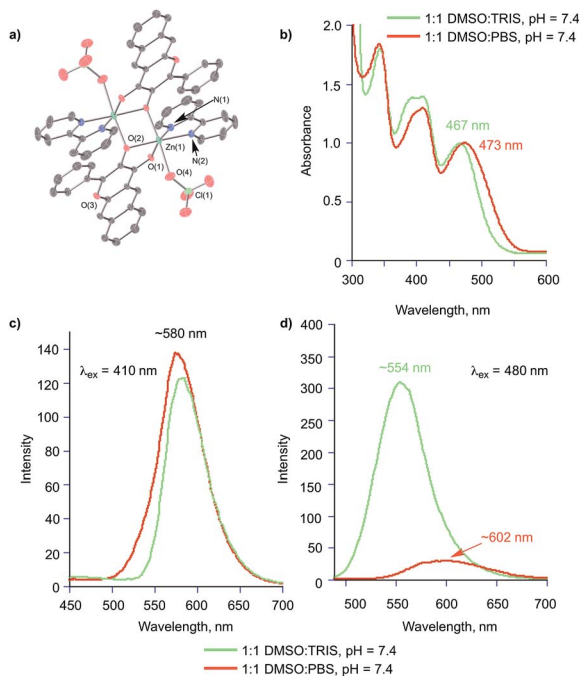 a)
N(1)
O(2)
Zn(1)
N(2)
O(1)
O(4)
O(3)
Cl(1)
1:1 DMSO:TRIS, pH = 7.4
1:1 DMSO:PBS, pH = 7.4
b)
2.0
1.5
1.0
0.5
0
Absorbance
467 nm
473 nm
300
400
500
600
Wavelength, nm
c)
~580 nm
λex = 410 nm
140
120
100
80
60
40
20
0
Intensity
450
500
550
600
650
700
Wavelength, nm
d)
~554 nm
λex = 480 nm
400
350
300
250
200
150
100
50
0
Intensity
~602 nm
500
550
600
650
700
Wavelength, nm
1:1 DMSO:TRIS, pH = 7.4
1:1 DMSO:PBS, pH = 7.4